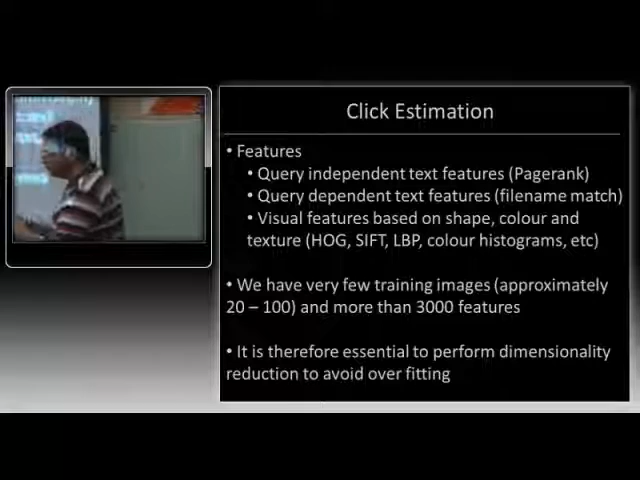 Click Estimation
• Features
• Query independent text features (Pagerank)
• Query dependent text features (filename match)
• Visual features based on shape, colour and
texture (HOG, SIFT, LBP, colour histograms, etc)
• We have very few training images (approximately
20 – 100) and more than 3000 features
• It is therefore essential to perform dimensionality
reduction to avoid over fitting